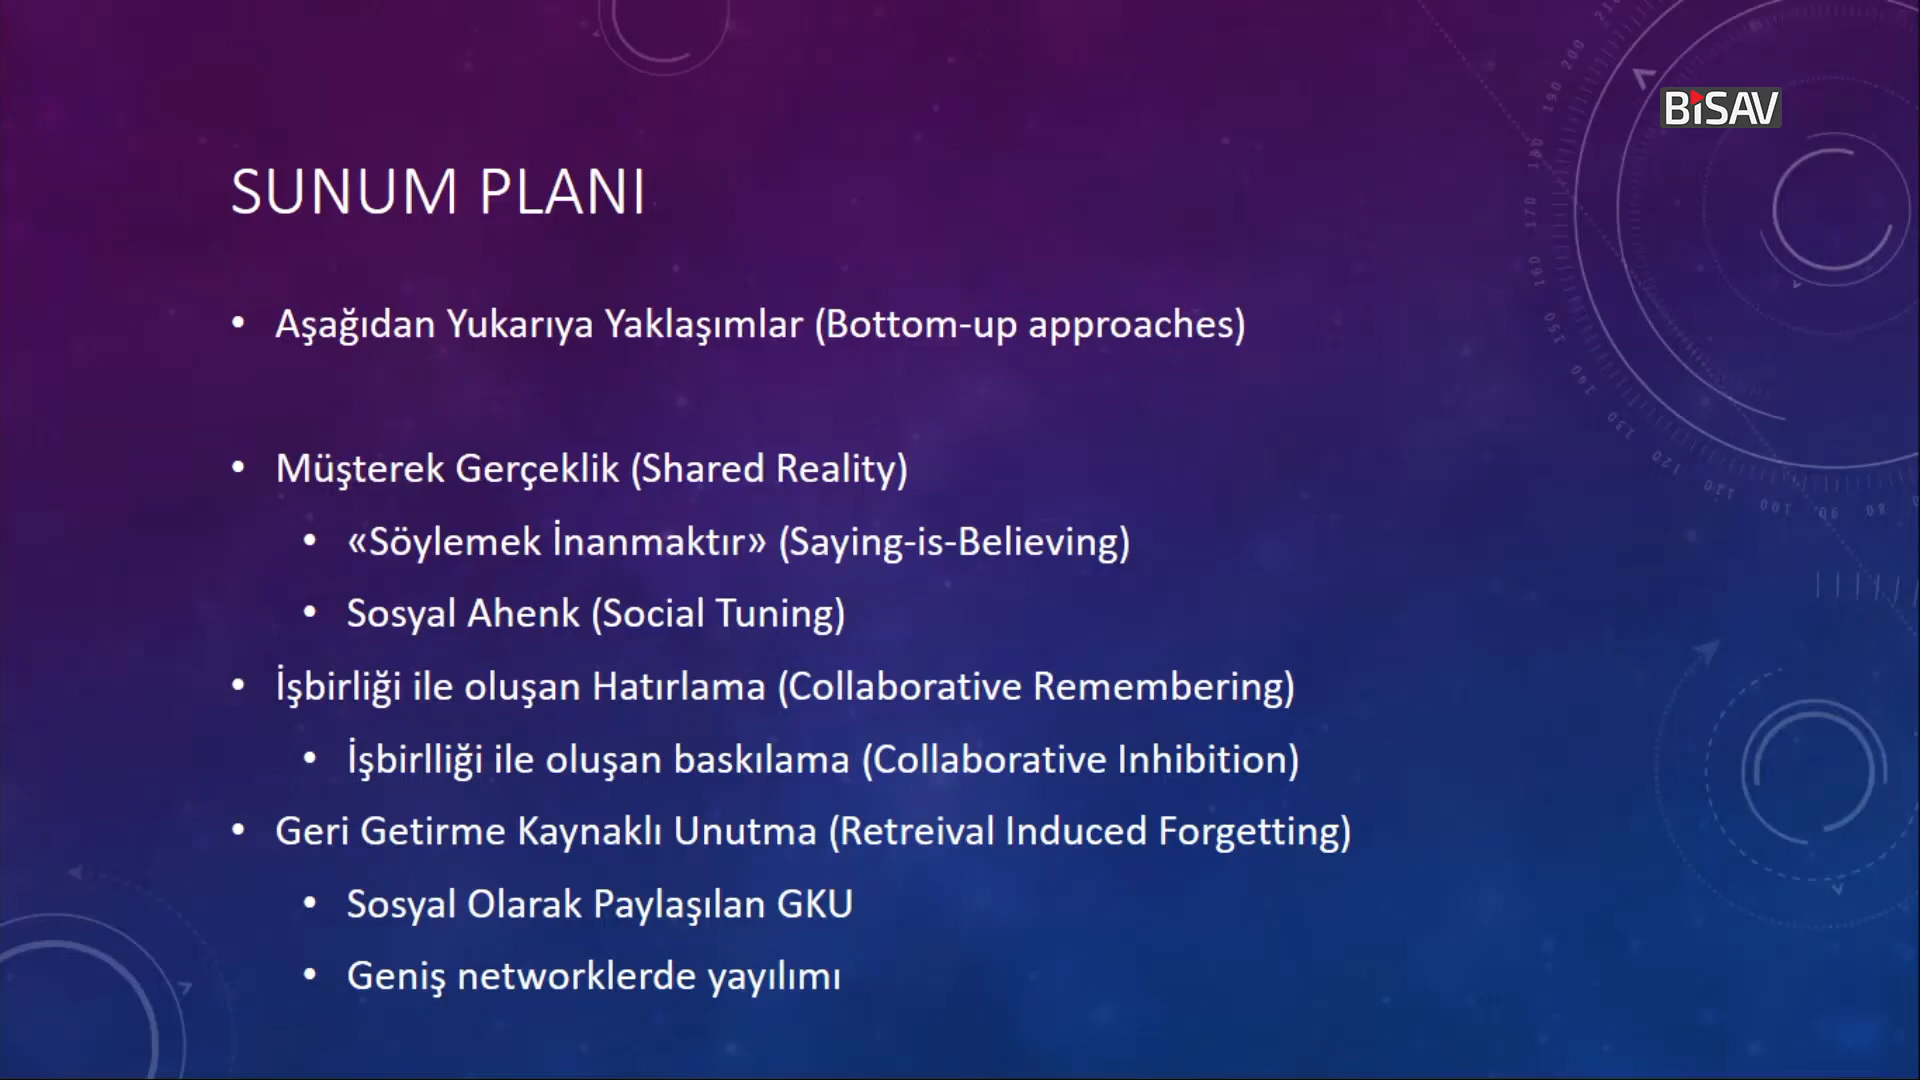 BİSAV
SUNUM PLANI
• Aşağıdan Yukarıya Yaklaşımlar (Bottom-up approaches)
• Müşterek Gerçeklik (Shared Reality)
• «Söylemek İnanmaktır» (Saying-is-Believing)
• Sosyal Ahenk (Social Tuning)
• İşbirliği ile oluşan Hatırlama (Collaborative Remembering)
• İşbirlliği ile oluşan baskılama (Collaborative Inhibition)
• Geri Getirme Kaynaklı Unutma (Retreival Induced Forgetting)
• Sosyal Olarak Paylaşılan GKU
• Geniş networklerde yayılımı